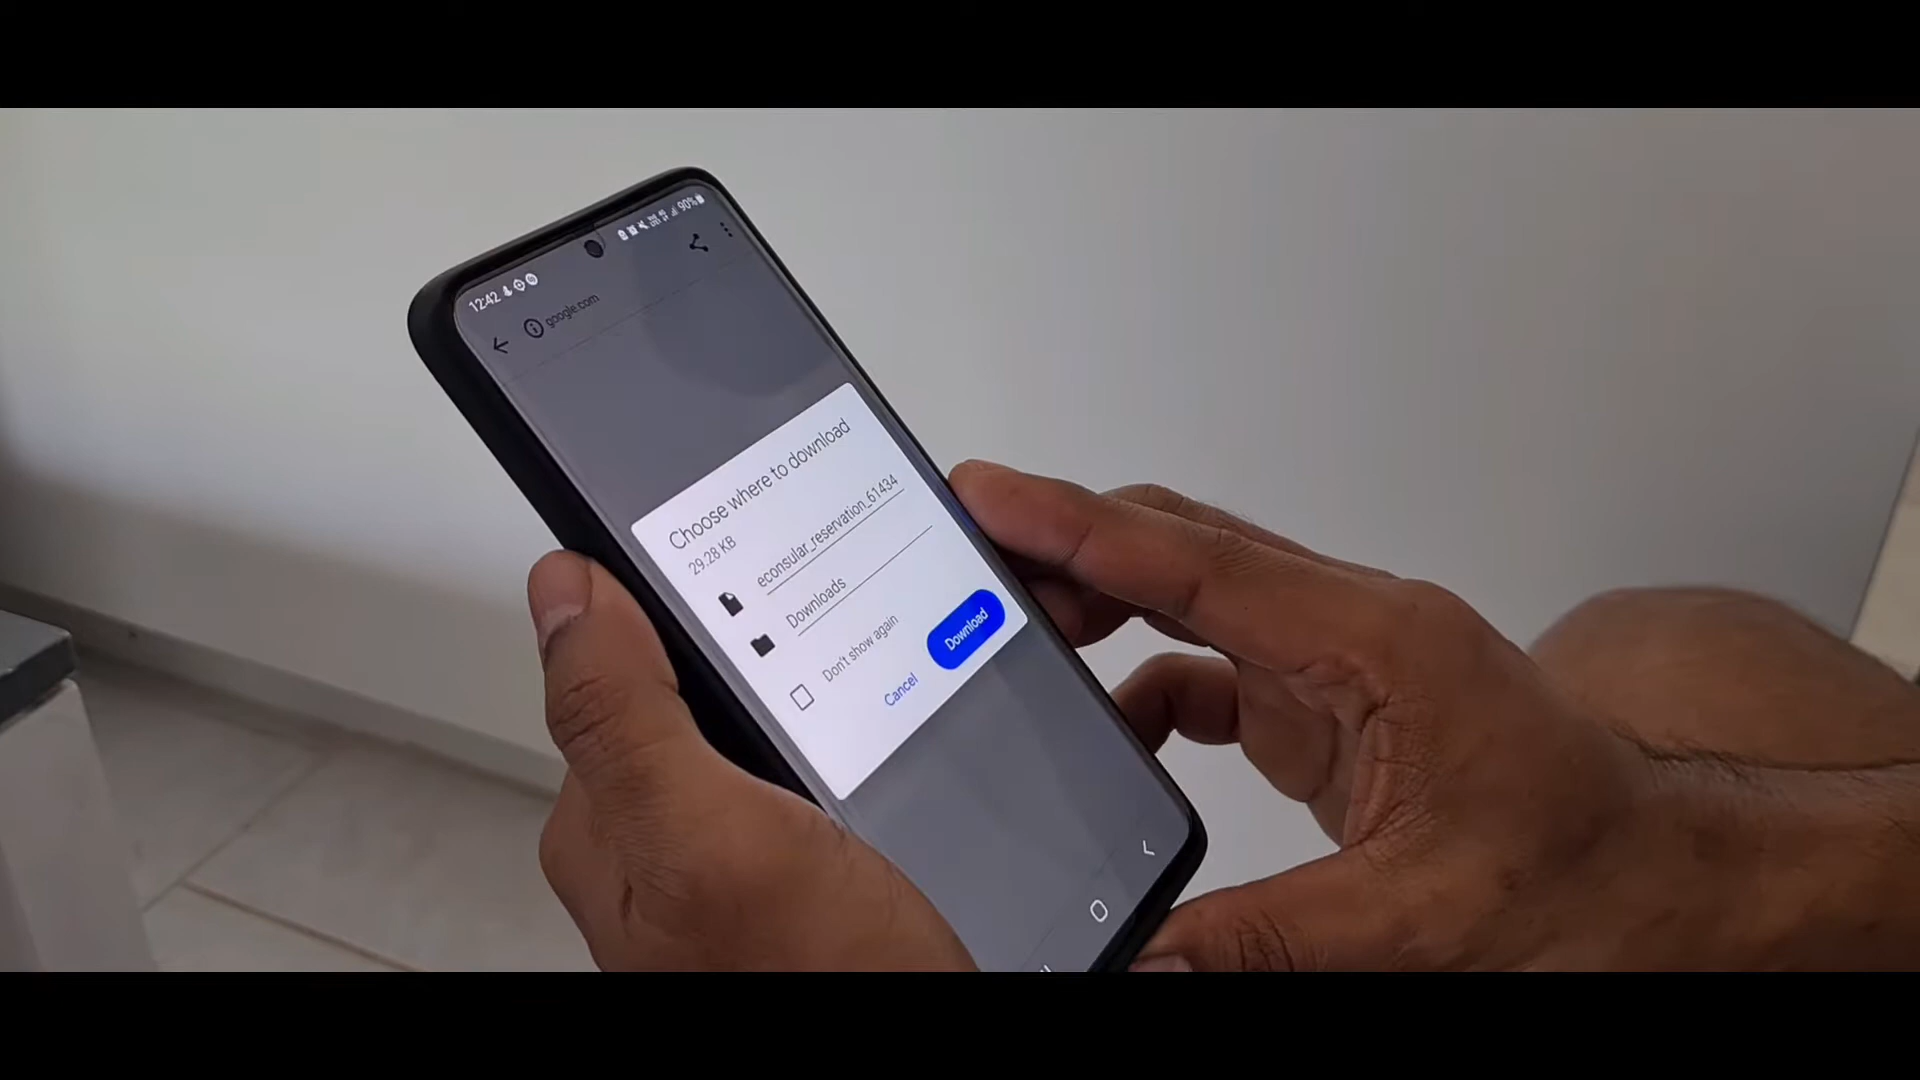 12:42
90%
google.com
Choose where to download
29.28 KB
econsular_reservation_61434
Downloads
Don't show again
Cancel
Download